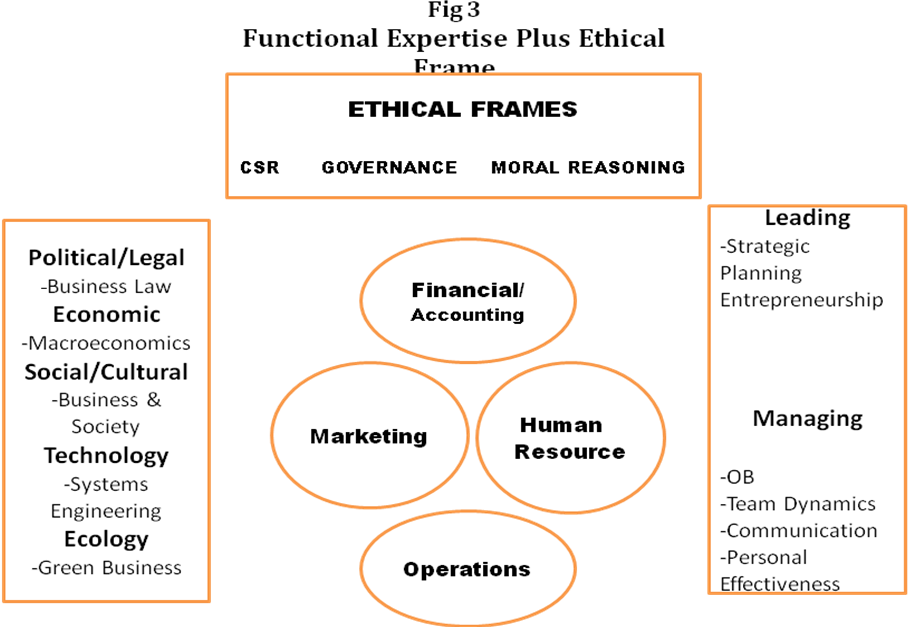 Fig 3
Functional Expertise Plus Ethical
Frame
ETHICAL FRAMES
CSR GOVERNANCE MORAL REASONING
Political/Legal
-Business Law
Economic
-Macroeconomics
Social/Cultural
-Business &
Society
Technology
-Systems
Engineering
Ecology
-Green Business
Financial/
Accounting
Marketing
Human
Resource
Operations
Leading
-Strategic
Planning
Entrepreneurship
Managing
-OB
-Team Dynamics
-Communication
-Personal
Effectiveness